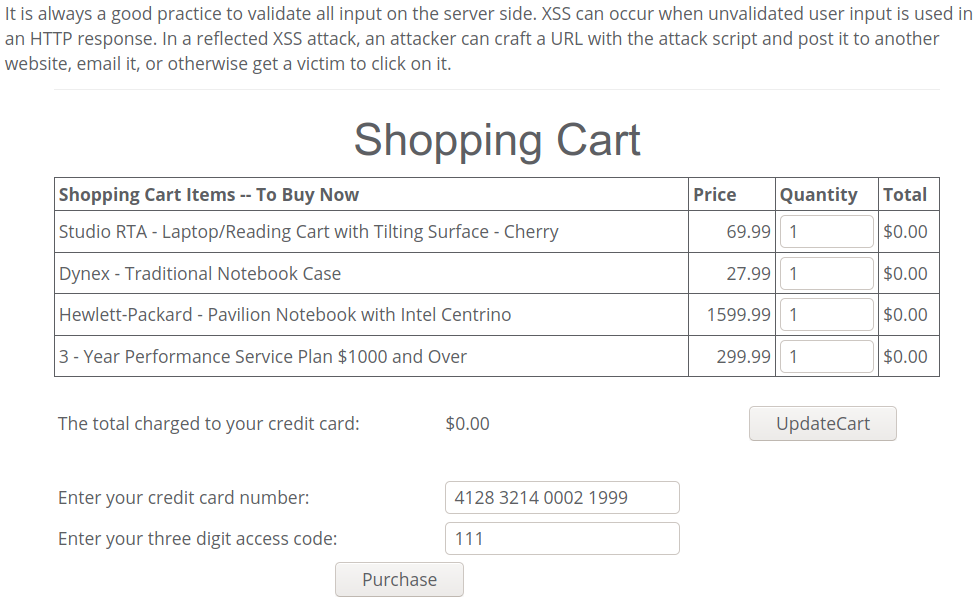 It is always a good practice to validate all input on the server side. XSS can occur when unvalidated user input is used in
an HTTP response. In a reflected XSS attack, an attacker can craft a URL with the attack script and post it to another
website, email it, or otherwise get a victim to click on it.
Shopping Cart
Shopping Cart Items -- To Buy Now Price Quantity Total
Studio RTA - Laptop/Reading Cart with Tilting Surface - Cherry 69.99 1 $0.00
Dynex - Traditional Notebook Case 27.99 1 $0.00
Hewlett-Packard - Pavilion Notebook with Intel Centrino 1599.99 1 $0.00
3 - Year Performance Service Plan $1000 and Over 299.99 1 $0.00
The total charged to your credit card: $0.00 UpdateCart
Enter your credit card number: 4128 3214 0002 1999
Enter your three digit access code: 111
Purchase